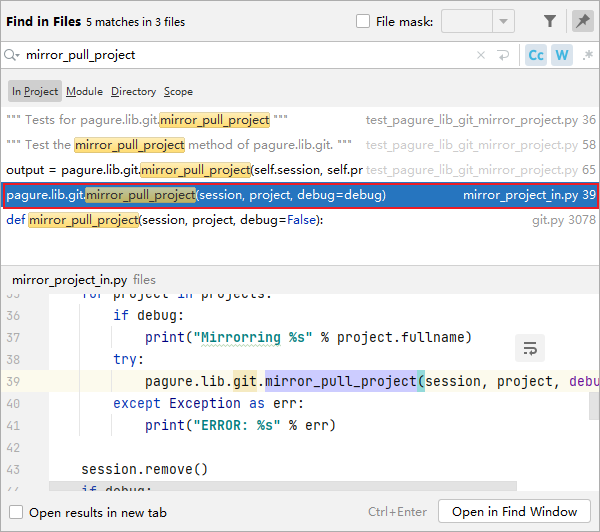 Find in Files 5 matches in 3 files File mask:
mirror_pull_project Cc W .*
In Project Module Directory Scope
""" Tests for pagure.lib.git.mirror_pull_project """ test_pagure_lib_git_mirror_project.py 36
""" Test the mirror_pull_project method of pagure.lib.git. """ test_pagure_lib_git_mirror_project.py 58
output = pagure.lib.git.mirror_pull_project(self.session, self.pr test_pagure_lib_git_mirror_project.py 65
pagure.lib.git.mirror_pull_project(session, project, debug=debug) mirror_project_in.py 39
def mirror_pull_project(session, project, debug=False): git.py 3078
mirror_project_in.py files
35 for project in projects:
36 if debug:
37 print("Mirrorring %s" % project.fullname)
38 try:
39 pagure.lib.git.mirror_pull_project(session, project, debu
40 except Exception as err:
41 print("ERROR: %s" % err)
42
43 session.remove()
44 if debug:
Open results in new tab Ctrl+Enter Open in Find Window